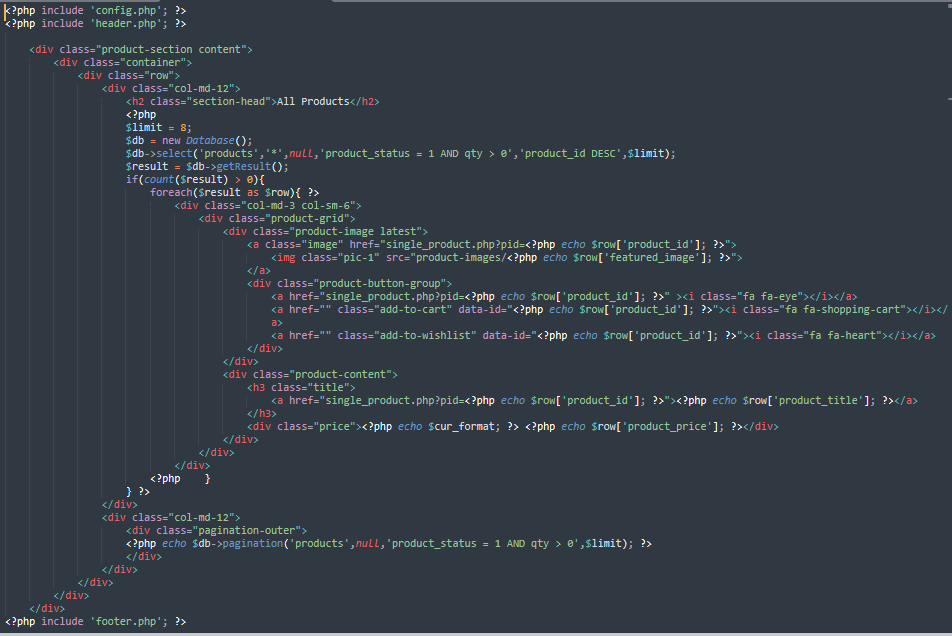 <?php include 'config.php'; ?>
<?php include 'header.php'; ?>
<div class="product-section content">
<div class="container">
<div class="row">
<div class="col-md-12">
<h2 class="section-head">All Products</h2>
<?php
$limit = 8;
$db = new Database();
$db->select('products','*',null,'product_status = 1 AND qty > 0','product_id DESC',$limit);
$result = $db->getResult();
if(count($result) > 0){
foreach($result as $row){ ?>
<div class="col-md-3 col-sm-6">
<div class="product-grid">
<div class="product-image latest">
<a class="image" href="single_product.php?pid=<?php echo $row['product_id']; ?>">
<img class="pic-1" src="product-images/<?php echo $row['featured_image']; ?>">
</a>
<div class="product-button-group">
<a href="single_product.php?pid=<?php echo $row['product_id']; ?>" ><i class="fa fa-eye"></i></a>
<a href="" class="add-to-cart" data-id="<?php echo $row['product_id']; ?>"><i class="fa fa-shopping-cart"></i></
a>
<a href="" class="add-to-wishlist" data-id="<?php echo $row['product_id']; ?>"><i class="fa fa-heart"></i></a>
</div>
</div>
<div class="product-content">
<h3 class="title">
<a href="single_product.php?pid=<?php echo $row['product_id']; ?>"><?php echo $row['product_title']; ?></a>
</h3>
<div class="price"><?php echo $cur_format; ?> <?php echo $row['product_price']; ?></div>
</div>
</div>
</div>
<?php    }
} ?>
</div>
<div class="col-md-12">
<div class="pagination-outer">
<?php echo $db->pagination('products',null,'product_status = 1 AND qty > 0',$limit); ?>
</div>
</div>
</div>
</div>
</div>
<?php include 'footer.php'; ?>